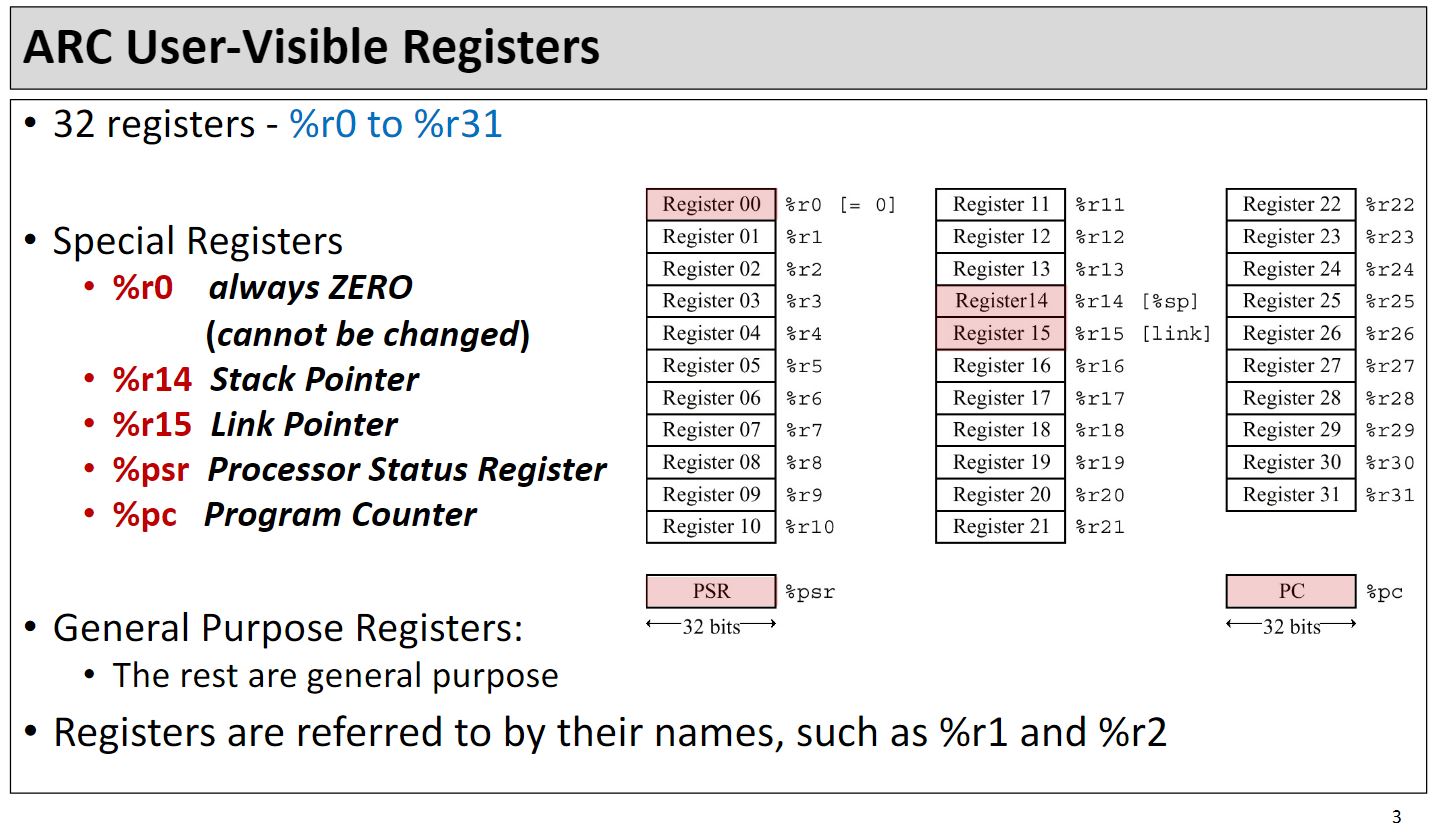 ARC User-Visible Registers
• 32 registers - %r0 to %r31
• Special Registers
• %r0 always ZERO
(cannot be changed)
• %r14 Stack Pointer
• %r15 Link Pointer
• %psr Processor Status Register
• %pc Program Counter
• General Purpose Registers:
• The rest are general purpose
• Registers are referred to by their names, such as %r1 and %r2
Register 00 %r0 [= 0]
Register 01 %r1
Register 02 %r2
Register 03 %r3
Register 04 %r4
Register 05 %r5
Register 06 %r6
Register 07 %r7
Register 08 %r8
Register 09 %r9
Register 10 %r10
Register 11 %r11
Register 12 %r12
Register 13 %r13
Register14 %r14 [%sp]
Register 15 %r15 [link]
Register 16 %r16
Register 17 %r17
Register 18 %r18
Register 19 %r19
Register 20 %r20
Register 21 %r21
Register 22 %r22
Register 23 %r23
Register 24 %r24
Register 25 %r25
Register 26 %r26
Register 27 %r27
Register 28 %r28
Register 29 %r29
Register 30 %r30
Register 31 %r31
PSR %psr
32 bits
PC %pc
32 bits
3